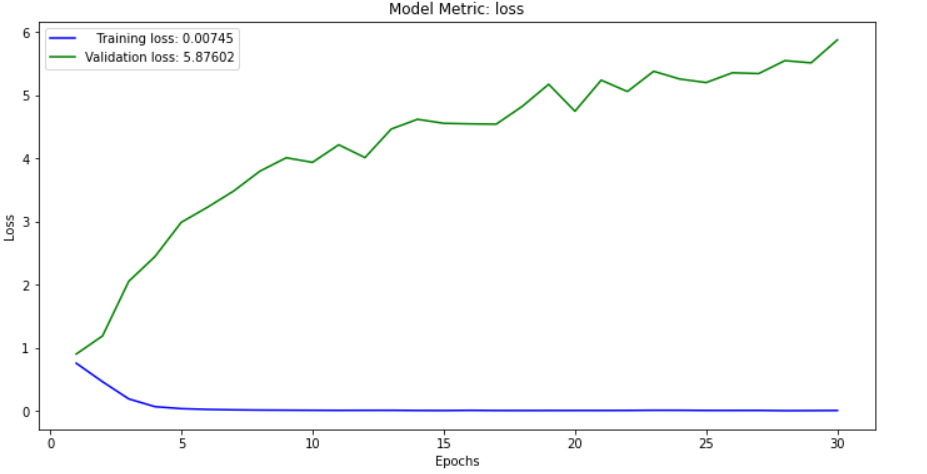 Model Metric: loss
Training loss: 0.00745
Validation loss: 5.87602
6
5
4
3
2
1
0
Loss
0 5 10 15 20 25 30
Epochs